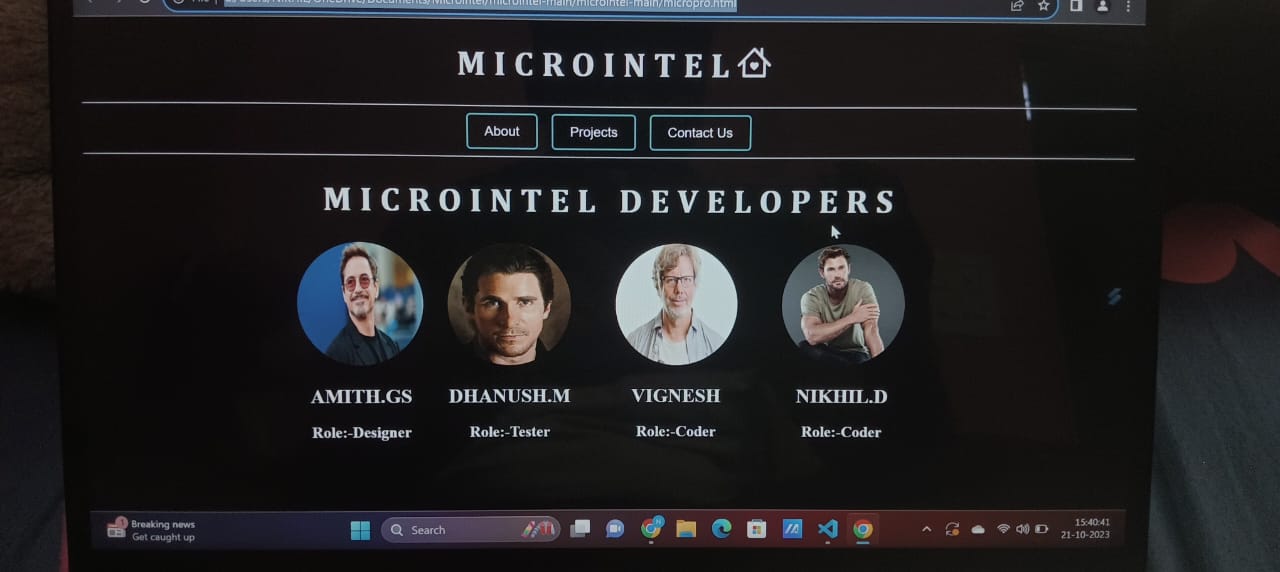 File
Users/Nikhil/OneDrive/Documents/Microintel/microintel-main/microintel-main/micropro.html
MICROINTEL
About Projects Contact Us
MICROINTEL DEVELOPERS
AMITH.GS DHANUSH.M VIGNESH NIKHIL.D
Role:-Designer Role:-Tester Role:-Coder Role:-Coder
1 Breaking news
Get caught up
Search
N
15:40:41
21-10-2023